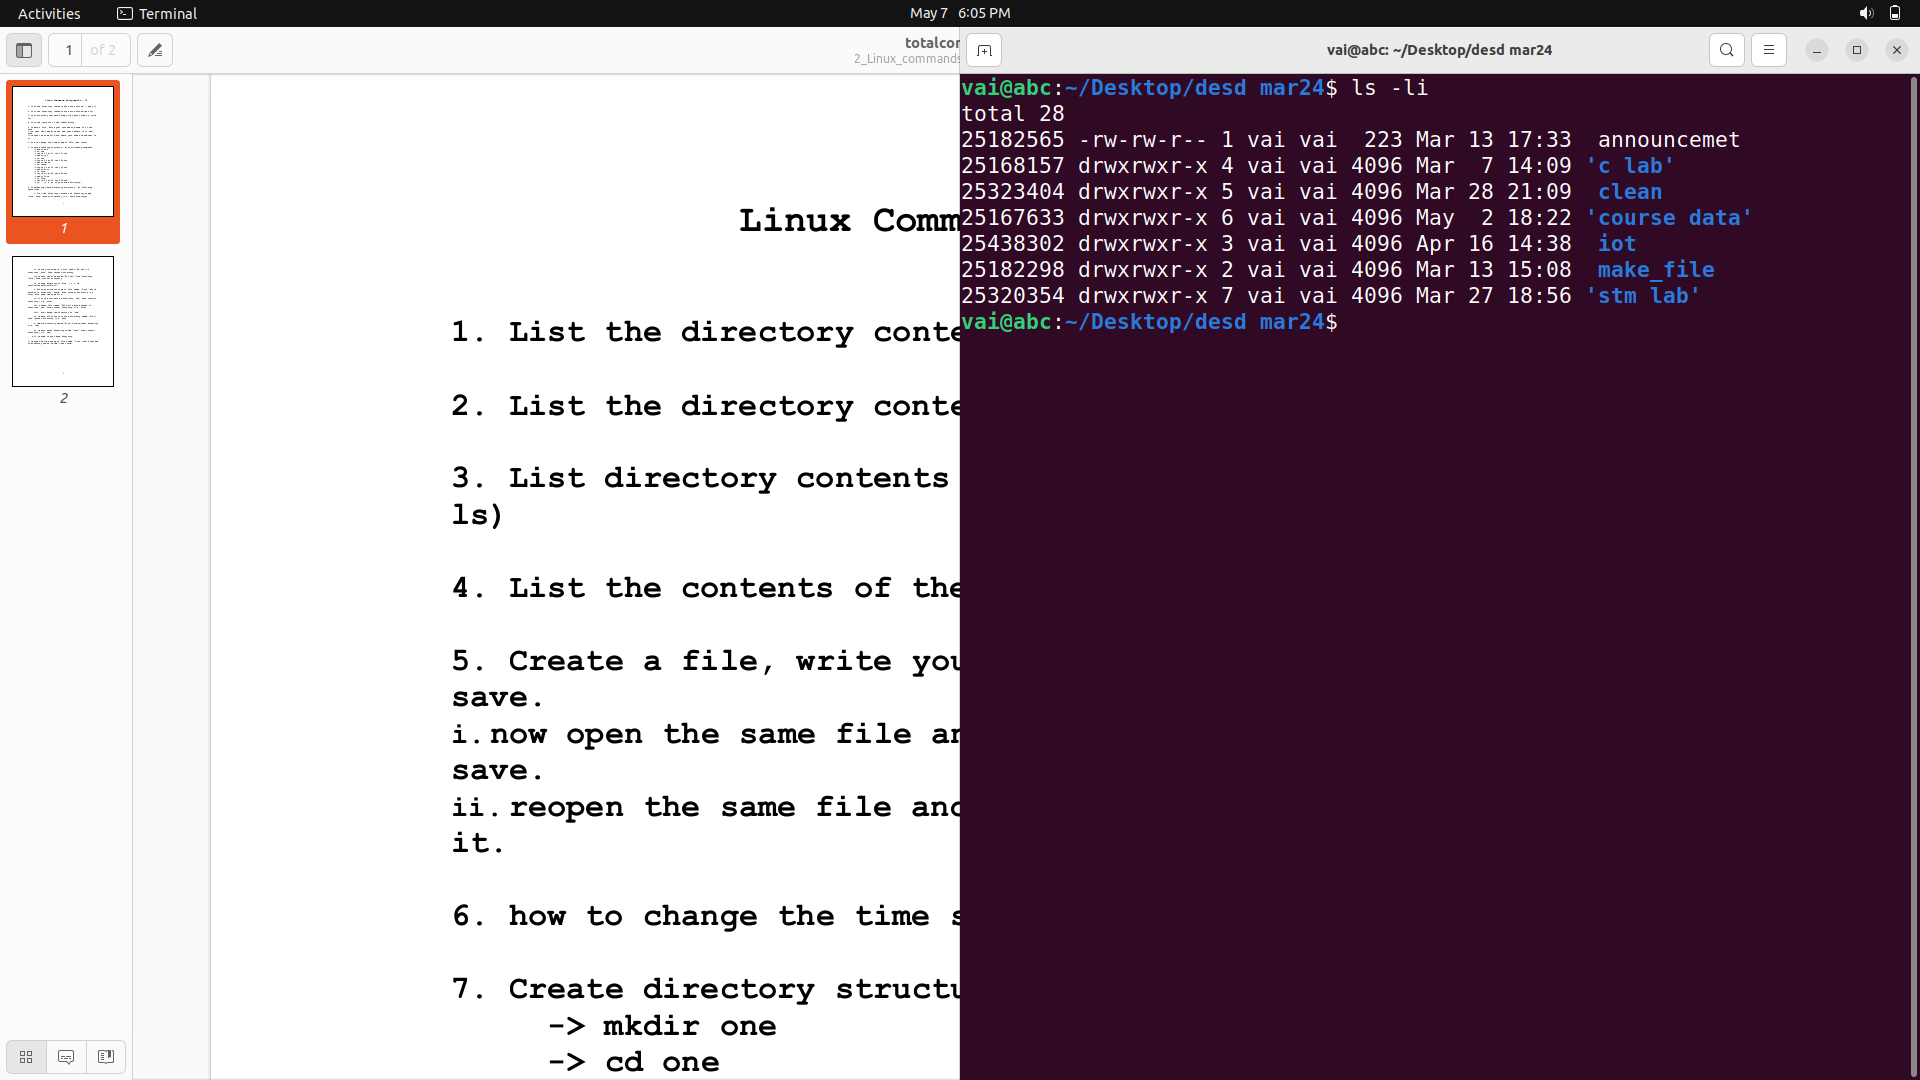 Activities
Terminal
May 7 6:05 PM
1 of 2
totalcor
2_Linux_commands
1
2
Linux Comm
1. List the directory conte
2. List the directory conte
3. List directory contents
ls)
4. List the contents of the
5. Create a file, write you
save.
i.now open the same file an
save.
ii.reopen the same file and
it.
6. how to change the time s
7. Create directory structu
-> mkdir one
-> cd one
vai@abc: ~/Desktop/desd mar24
vai@abc:~/Desktop/desd mar24$ ls -li
total 28
25182565 -rw-rw-r-- 1 vai vai  223 Mar 13 17:33  announcemet
25168157 drwxrwxr-x 4 vai vai 4096 Mar  7 14:09 'c lab'
25323404 drwxrwxr-x 5 vai vai 4096 Mar 28 21:09  clean
25167633 drwxrwxr-x 6 vai vai 4096 May  2 18:22 'course data'
25438302 drwxrwxr-x 3 vai vai 4096 Apr 16 14:38  iot
25182298 drwxrwxr-x 2 vai vai 4096 Mar 13 15:08  make_file
25320354 drwxrwxr-x 7 vai vai 4096 Mar 27 18:56 'stm lab'
vai@abc:~/Desktop/desd mar24$